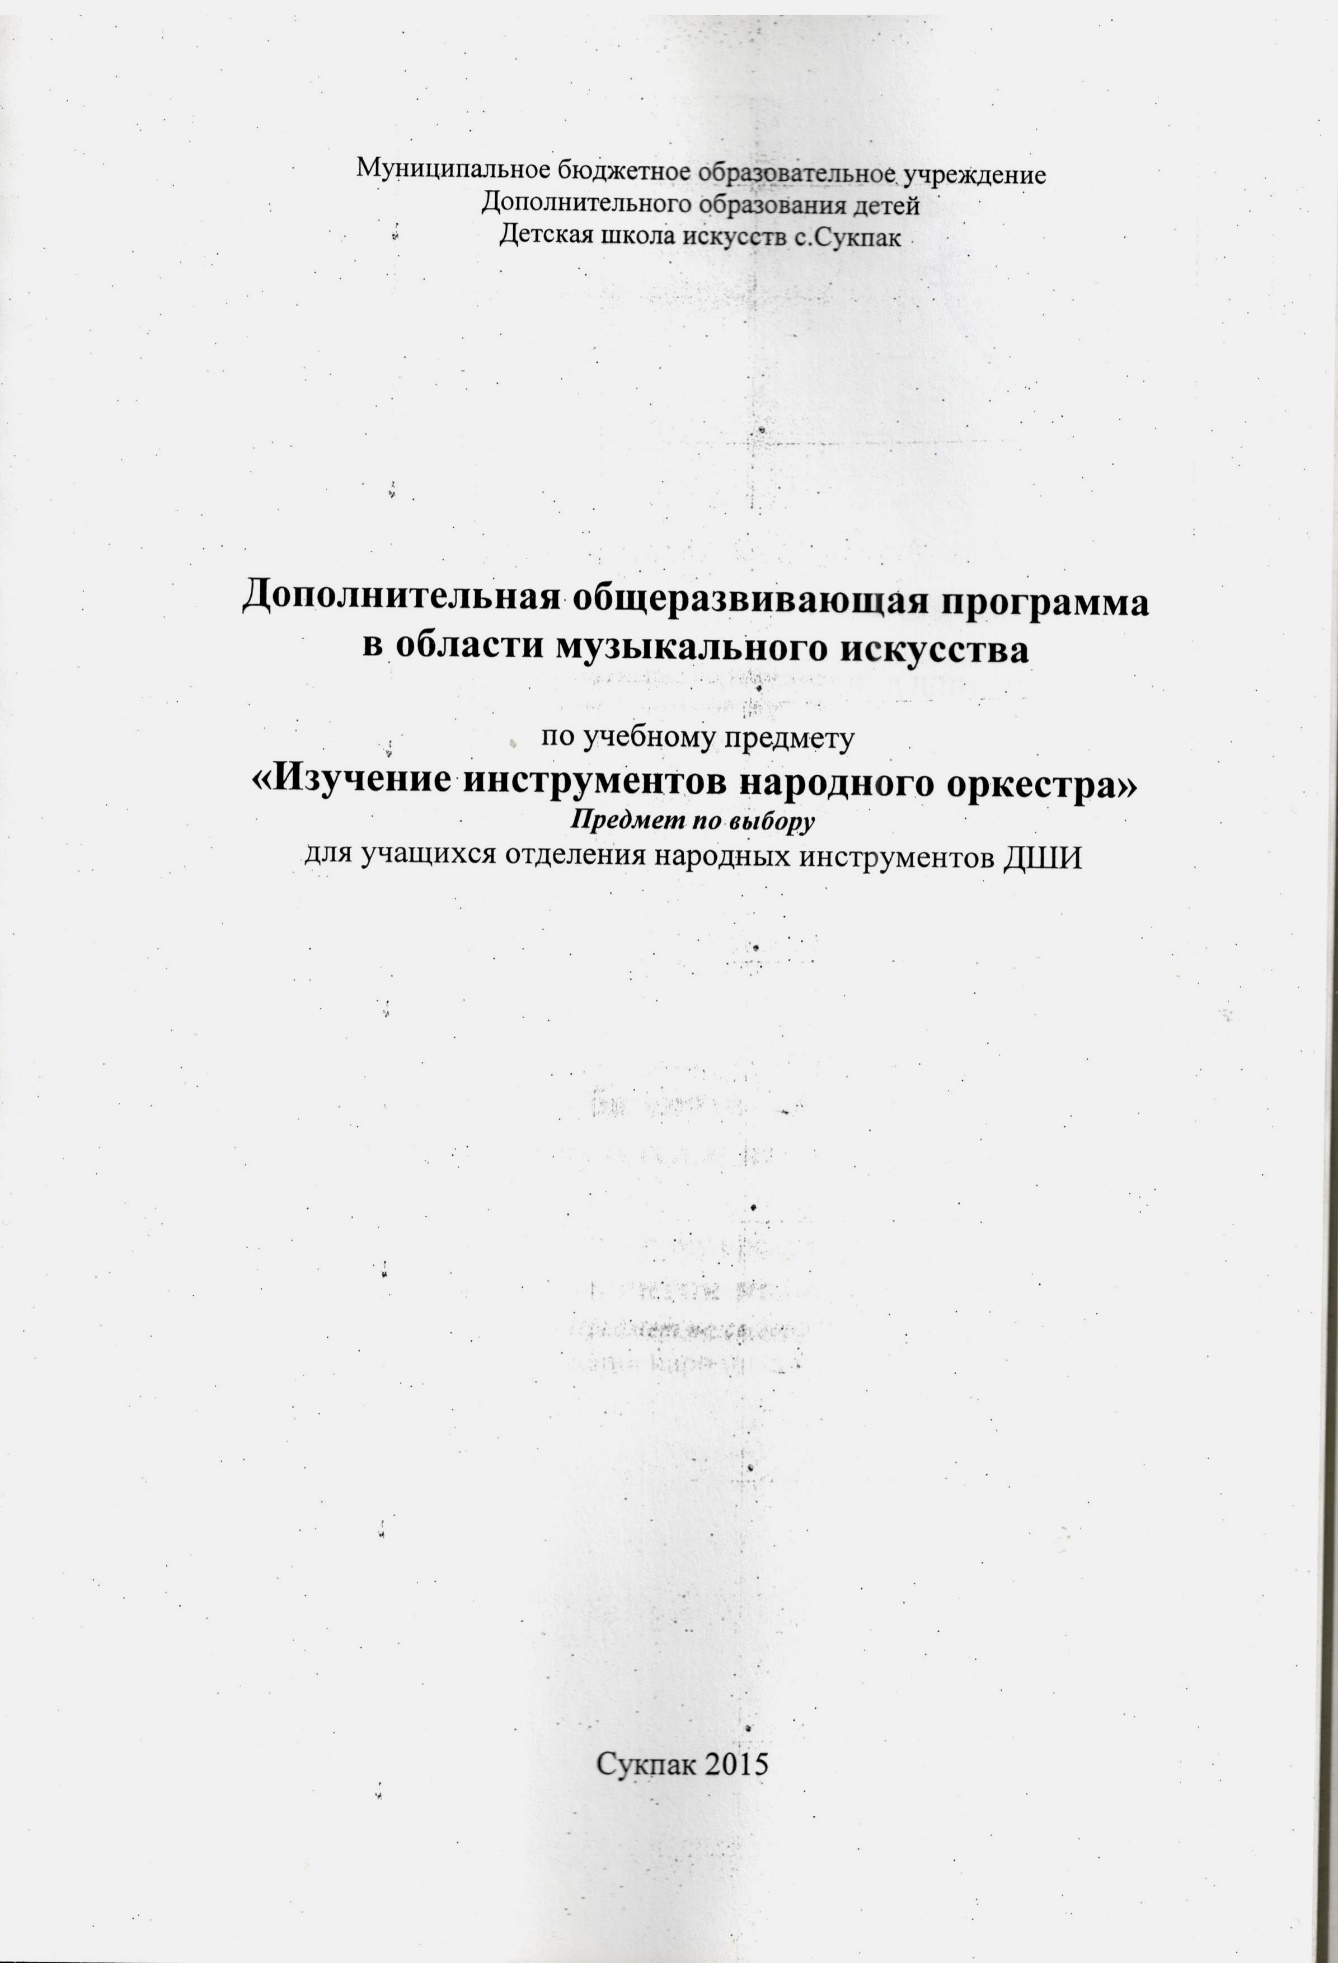 Муниципальное бюджетное образовательное учреждение
Дополнительного образования детей
Детская школа искусств с.Сукпак
Дополнительная общеразвивающая программа
в области музыкального искусства
по учебному предмету
«Изучение инструментов народного оркестра»
Предмет по выбору
для учащихся отделения народных инструментов ДШИ
Сукпак 2015